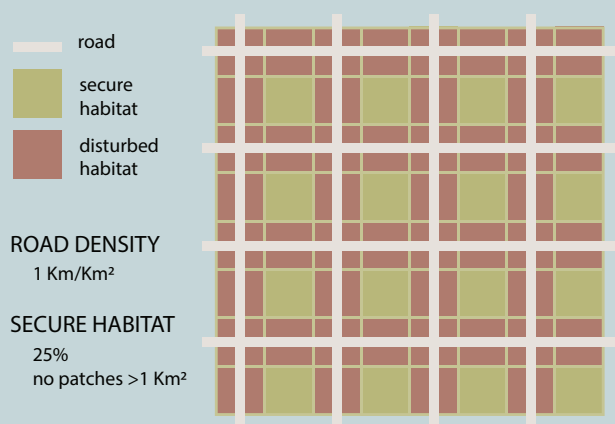 road
secure
habitat
disturbed
habitat
ROAD DENSITY
1 Km/Km²
SECURE HABITAT
25%
no patches >1 Km²